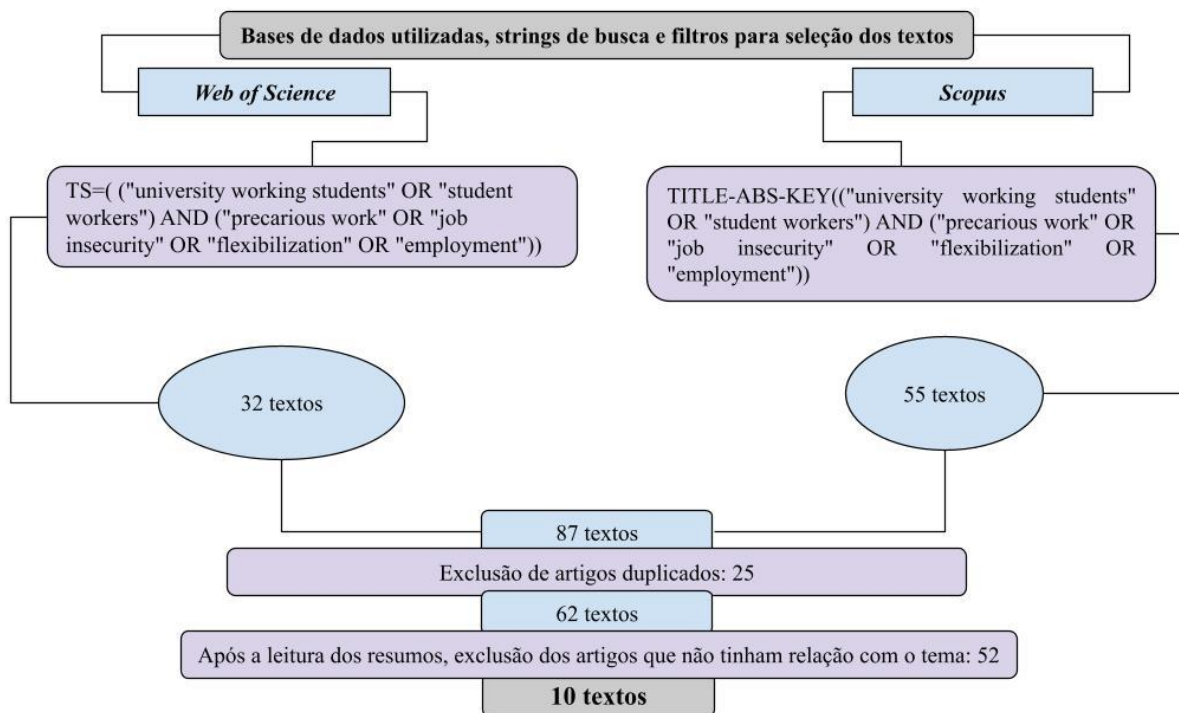 Bases de dados utilizadas, strings de busca e filtros para seleção dos textos
Web of Science
Scopus
TS=( ("university working students" OR "student
workers") AND ("precarious work" OR "job
insecurity" OR "flexibilization" OR "employment"))
TITLE-ABS-KEY(("university working students"
OR "student workers") AND ("precarious work" OR
"job insecurity" OR "flexibilization" OR
"employment"))
32 textos
55 textos
87 textos
Exclusão de artigos duplicados: 25
62 textos
Após a leitura dos resumos, exclusão dos artigos que não tinham relação com o tema: 52
10 textos